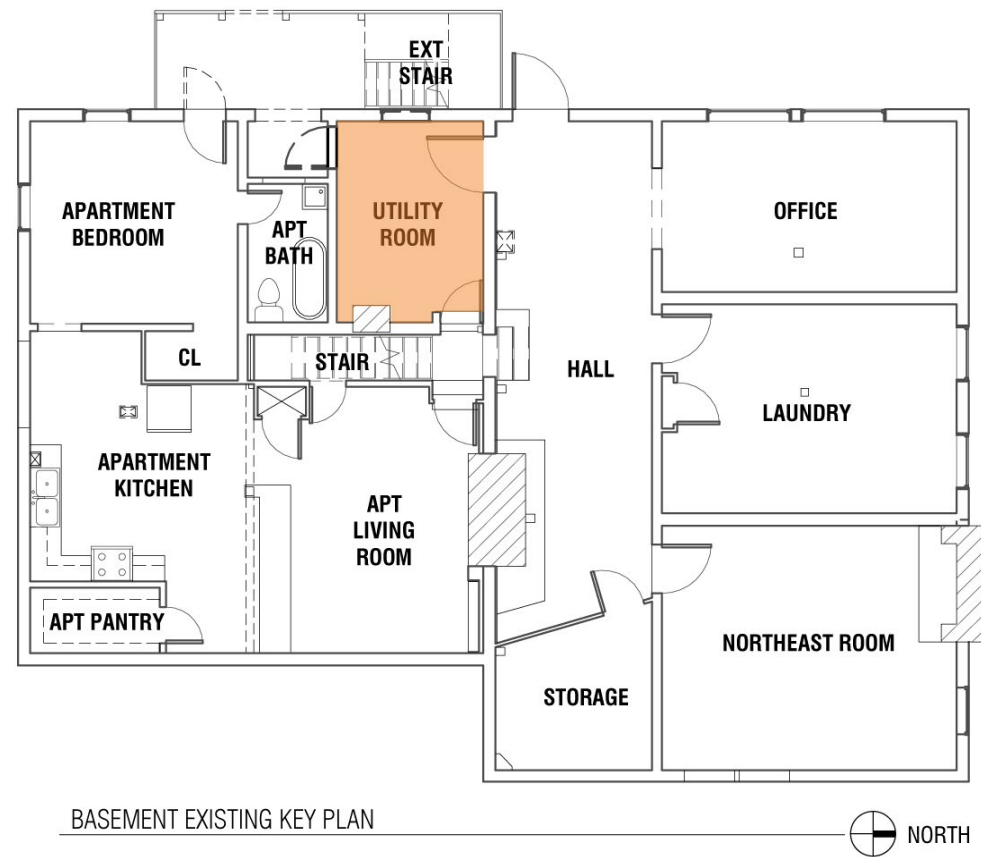 EXT
STAIR
APARTMENT
BEDROOM
APT
BATH
UTILITY
ROOM
OFFICE
CL
STAIR
HALL
LAUNDRY
APARTMENT
KITCHEN
APT
LIVING
ROOM
APT PANTRY
NORTHEAST ROOM
STORAGE
BASEMENT EXISTING KEY PLAN
NORTH